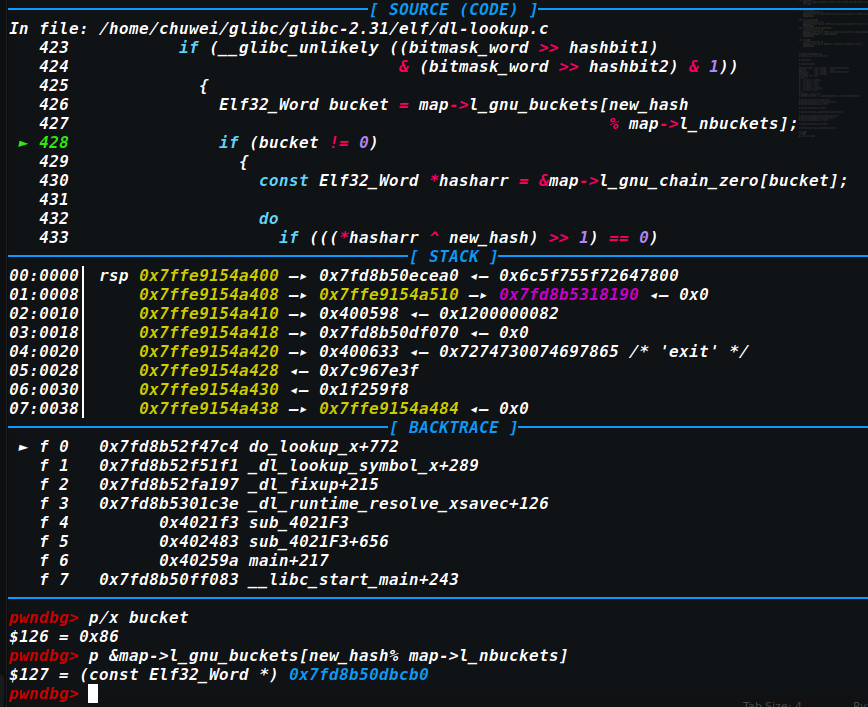 [ SOURCE (CODE) ]
In file: /home/chuwei/glibc/glibc-2.31/elf/dl-lookup.c
423 if (__glibc_unlikely ((bitmask_word >> hashbit1)
424 & (bitmask_word >> hashbit2) & 1))
425 {
426 Elf32_Word bucket = map->l_gnu_buckets[new_hash
427 % map->l_nbuckets];
► 428 if (bucket != 0)
429 {
430 const Elf32_Word *hasharr = &map->l_gnu_chain_zero[bucket];
431
432 do
433 if (((*hasharr ^ new_hash) >> 1) == 0)
[ STACK ]
00:0000│ rsp 0x7ffe9154a400 —▸ 0x7fd8b50ecea0 ◂— 0x6c5f755f72647800
01:0008│ 0x7ffe9154a408 —▸ 0x7ffe9154a510 —▸ 0x7fd8b5318190 ◂— 0x0
02:0010│ 0x7ffe9154a410 —▸ 0x400598 ◂— 0x1200000082
03:0018│ 0x7ffe9154a418 —▸ 0x7fd8b50df070 ◂— 0x0
04:0020│ 0x7ffe9154a420 —▸ 0x400633 ◂— 0x7274730074697865 /* 'exit' */
05:0028│ 0x7ffe9154a428 ◂— 0x7c967e3f
06:0030│ 0x7ffe9154a430 ◂— 0x1f259f8
07:0038│ 0x7ffe9154a438 —▸ 0x7ffe9154a484 ◂— 0x0
[ BACKTRACE ]
► f 0 0x7fd8b52f47c4 do_lookup_x+772
f 1 0x7fd8b52f51f1 _dl_lookup_symbol_x+289
f 2 0x7fd8b52fa197 _dl_fixup+215
f 3 0x7fd8b5301c3e _dl_runtime_resolve_xsavec+126
f 4 0x4021f3 sub_4021F3
f 5 0x402483 sub_4021F3+656
f 6 0x40259a main+217
f 7 0x7fd8b50ff083 __libc_start_main+243
pwndbg> p/x bucket
$126 = 0x86
pwndbg> p &map->l_gnu_buckets[new_hash% map->l_nbuckets]
$127 = (const Elf32_Word *) 0x7fd8b50dbcb0
pwndbg>
Tab Size: 4